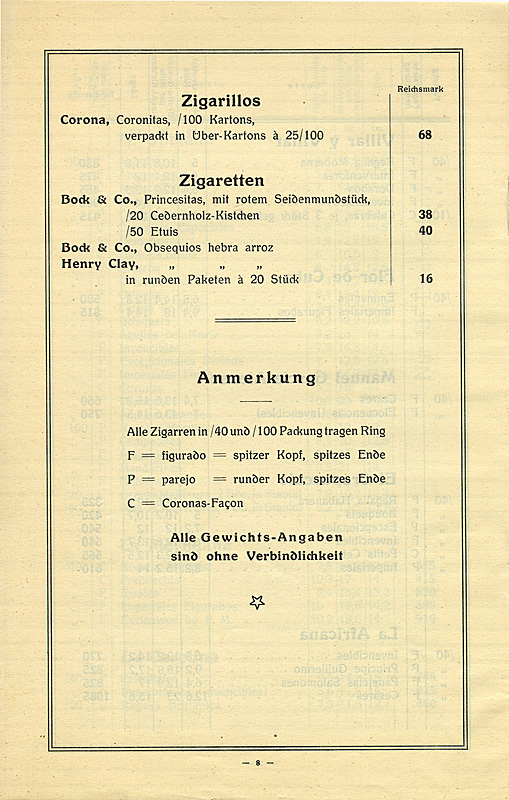 Reichsmark
Zigarillos
Corona, Coronitas, /100 Kartons,
verpackt in Über-Kartons à 25/100 68
Zigaretten
Bock & Co., Princesitas, mit rotem Seidenmundstück,
/20 Cedernholz-Kistchen 38
/50 Etuis 40
Bock & Co., Obsequios hebra arroz
Henry Clay, „ „ „
in runden Paketen à 20 Stück 16
Anmerkung
Alle Zigarren in /40 und /100 Packung tragen Ring
F = figurado = spitzer Kopf, spitzes Ende
P = parejo = runder Kopf, spitzes Ende
C = Coronas-Façon
Alle Gewichts-Angaben
sind ohne Verbindlichkeit
— 8 —